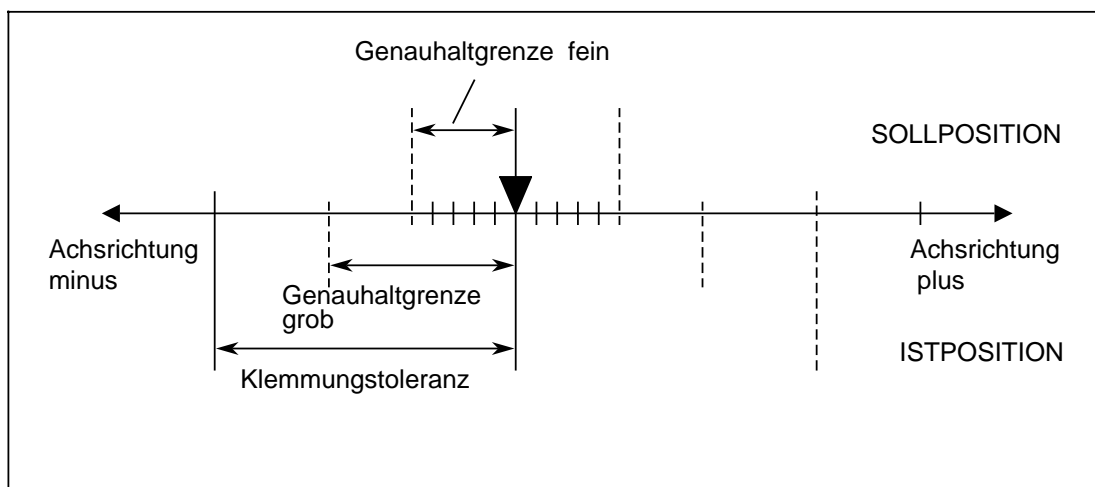 Genauhaltgrenze fein
SOLLPOSITION
Achsrichtung
minus
Achsrichtung
plus
Genauhaltgrenze
grob
ISTPOSITION
Klemmungstoleranz